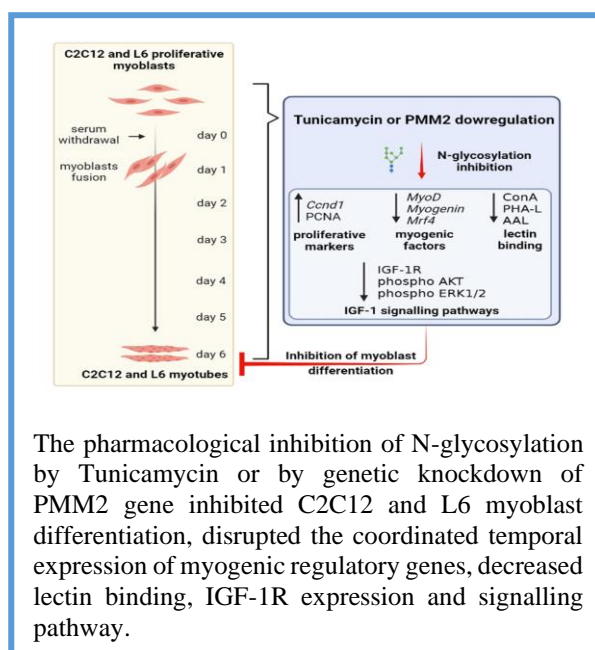 C2C12 and L6 proliferative
myoblasts
serum
withdrawal
day 0
myoblasts
fusion
day 1
day 2
day 3
day 4
day 5
day 6
C2C12 and L6 myotubes
Tunicamycin or PMM2 dowregulation
N-glycosylation
inhibition
Ccnd1
PCNA
proliferative
markers
MyoD
Myogenin
Mrf4
myogenic
factors
ConA
PHA-L
AAL
lectin
binding
IGF-1R
phospho AKT
phospho ERK1/2
IGF-1 signalling pathways
Inhibition of myoblast
differentiation
The pharmacological inhibition of N-glycosylation
by Tunicamycin or by genetic knockdown of
PMM2 gene inhibited C2C12 and L6 myoblast
differentiation, disrupted the coordinated temporal
expression of myogenic regulatory genes, decreased
lectin binding, IGF-1R expression and signalling
pathway.